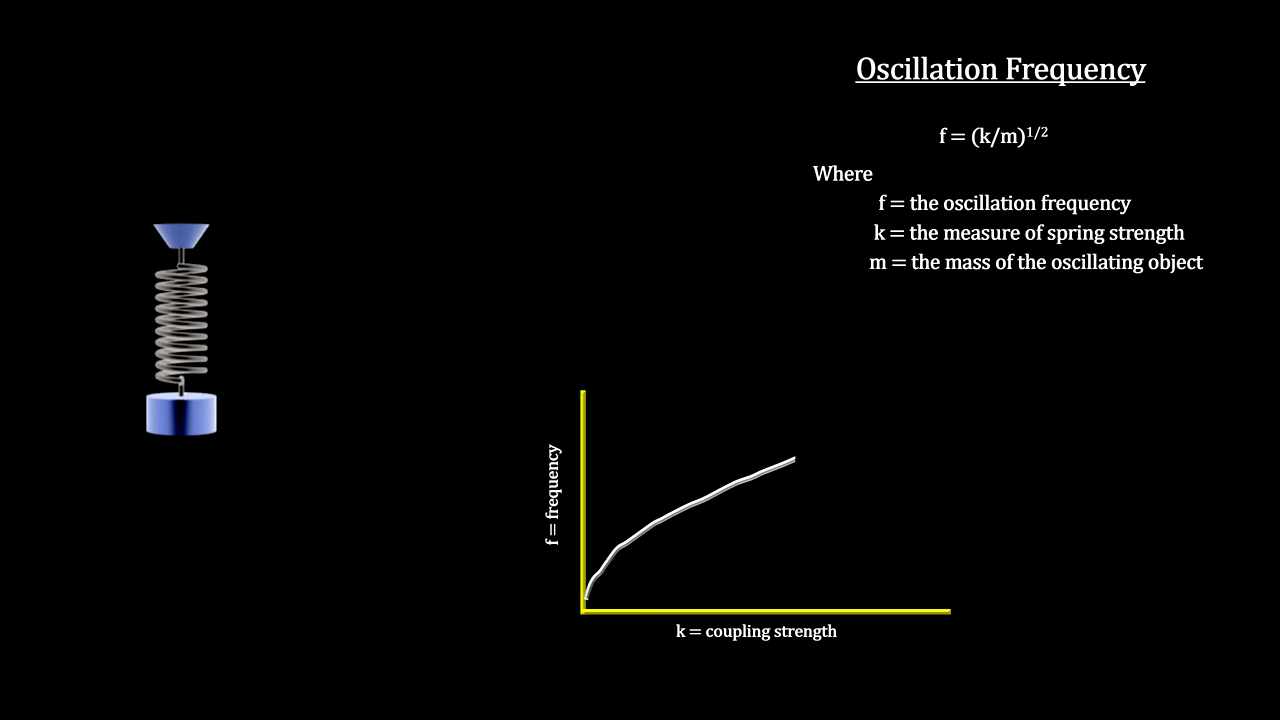 Oscillation Frequency
f = (k/m)¹/²
Where
f = the oscillation frequency
k = the measure of spring strength
m = the mass of the oscillating object
f = frequency
k = coupling strength